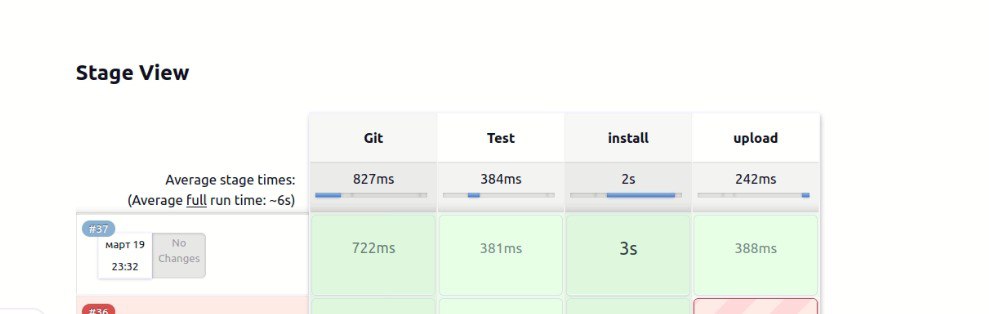 Stage View
Git Test install upload
Average stage times:
(Average full run time: ~6s)
827ms 384ms 2s 242ms
#37
март 19
23:32
No
Changes
722ms 381ms 3s 388ms
#36